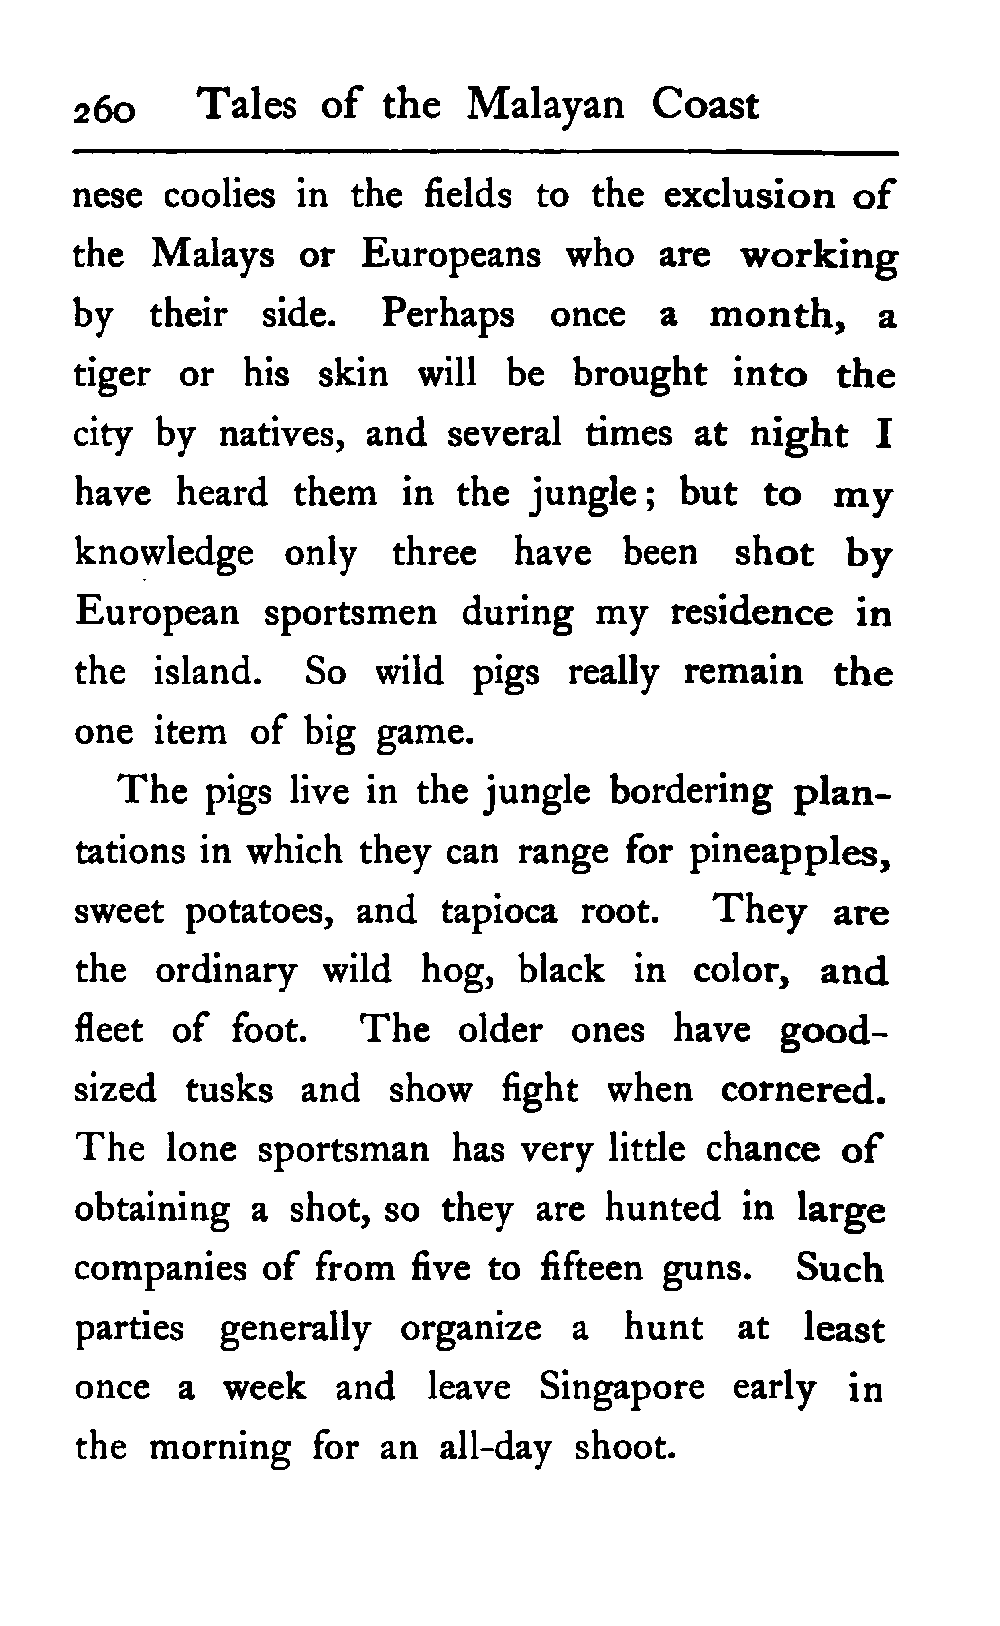 260 Tales of the Malayan Coast
nese coolies in the fields to the exclusion of
the Malays or Europeans who are working
by their side. Perhaps once a month, a
tiger or his skin will be brought into the
city by natives, and several times at night I
have heard them in the jungle; but to my
knowledge only three have been shot by
European sportsmen during my residence in
the island. So wild pigs really remain the
one item of big game.
The pigs live in the jungle bordering plan-
tations in which they can range for pineapples,
sweet potatoes, and tapioca root. They are
the ordinary wild hog, black in color, and
fleet of foot. The older ones have good-
sized tusks and show fight when cornered.
The lone sportsman has very little chance of
obtaining a shot, so they are hunted in large
companies of from five to fifteen guns. Such
parties generally organize a hunt at least
once a week and leave Singapore early in
the morning for an all-day shoot.